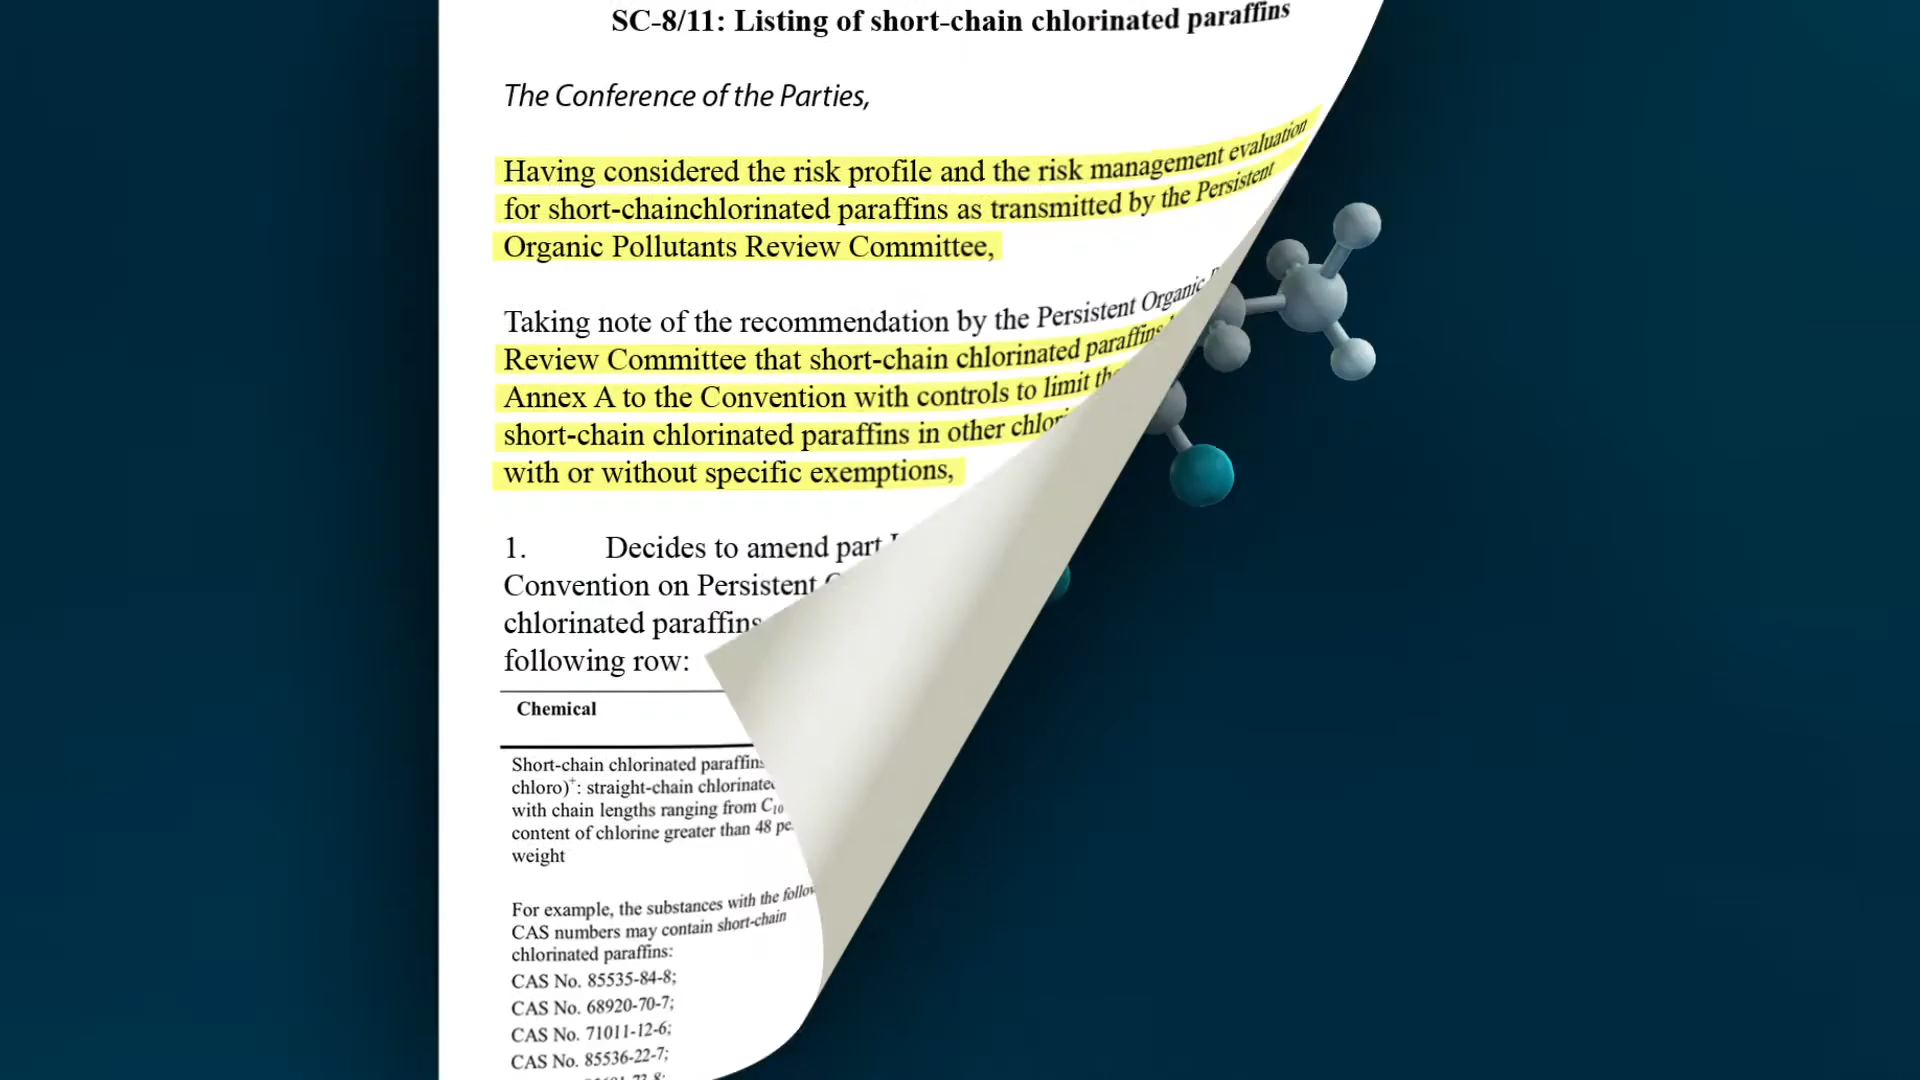 SC-8/11: Listing of short-chain chlorinated paraffins
The Conference of the Parties,
Having considered the risk profile and the risk management evaluation
for short-chainchlorinated paraffins as transmitted by the Persistent
Organic Pollutants Review Committee,
Taking note of the recommendation by the Persistent Organic
Review Committee that short-chain chlorinated paraffins
Annex A to the Convention with controls to limit
short-chain chlorinated paraffins in other
with or without specific exemptions,
1. Decides to amend part
Convention on Persistent
chlorinated paraffins
following row:
Chemical
Short-chain chlorinated paraffins
chloro)⁺: straight-chain
with chain lengths ranging from C₁₀
content of chlorine greater than 48
weight
For example, the substances with the
CAS numbers may contain short-chain
chlorinated paraffins:
CAS No. 85535-84-8;
CAS No. 68920-70-7;
CAS No. 71011-12-6;
CAS No. 85536-22-7;